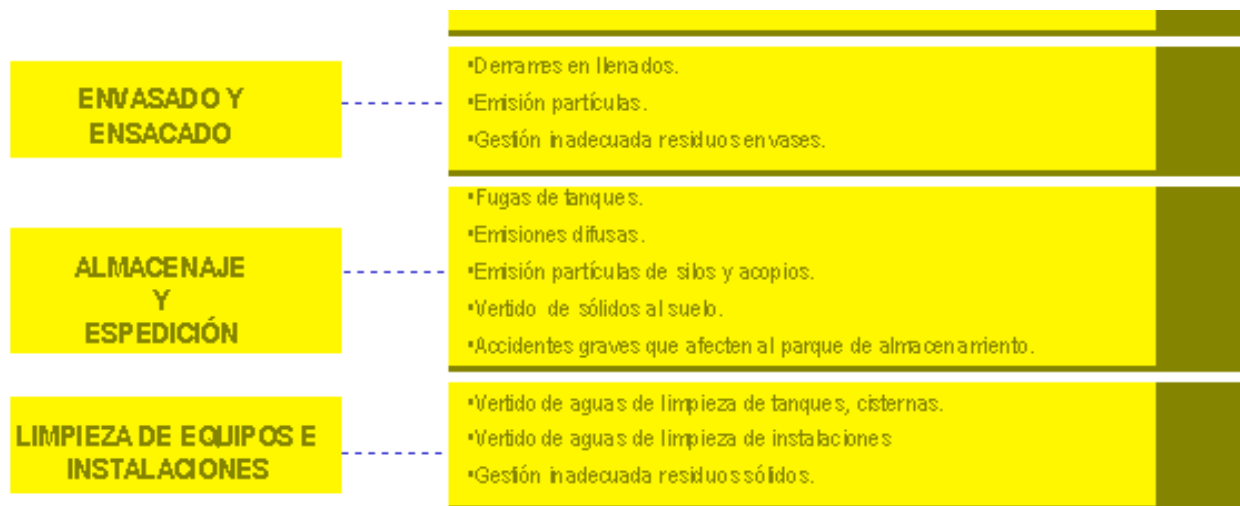 ENVASADO Y
ENSACADO
▪Derrames en llenados.
▪Emisión partículas.
▪Gestión inadecuada residuos envases.
ALMACENAJE
Y
ESPEDICIÓN
▪Fugas de tanques.
▪Emisiones difusas.
▪Emisión partículas de silos y acopios.
▪Vertido de sólidos al suelo.
▪Accidentes graves que afecten al parque de almacenamiento.
LIMPIEZA DE EQUIPOS E
INSTALACIONES
▪Vertido de aguas de limpieza de tanques, cisternas.
▪Vertido de aguas de limpieza de instalaciones
▪Gestión inadecuada residuos sólidos.